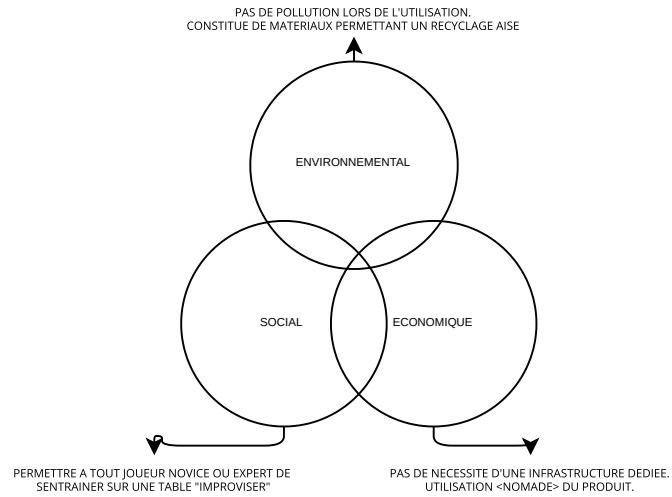 PAS DE POLLUTION LORS DE L'UTILISATION.
CONSTITUE DE MATERIAUX PERMETTANT UN RECYCLAGE AISE
ENVIRONNEMENTAL
SOCIAL
ECONOMIQUE
PERMETTRE A TOUT JOUEUR NOVICE OU EXPERT DE
SENTRAINER SUR UNE TABLE "IMPROVISER"
PAS DE NECESSITE D'UNE INFRASTRUCTURE DEDIEE.
UTILISATION <NOMADE> DU PRODUIT.